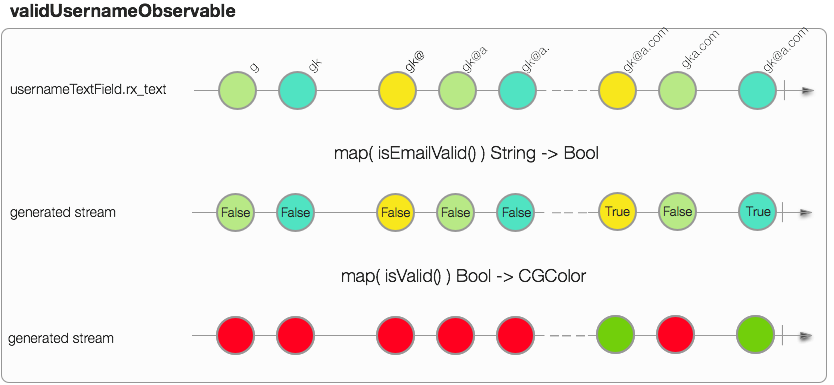 validUsernameObservable
g gk gk@ gk@a gk@a. gk@a.com gka.com gk@a.com
usernameTextField.rx_text
map( isEmailValid() ) String -> Bool
generated stream False False False False False True False True
map( isValid() ) Bool -> CGColor
generated stream